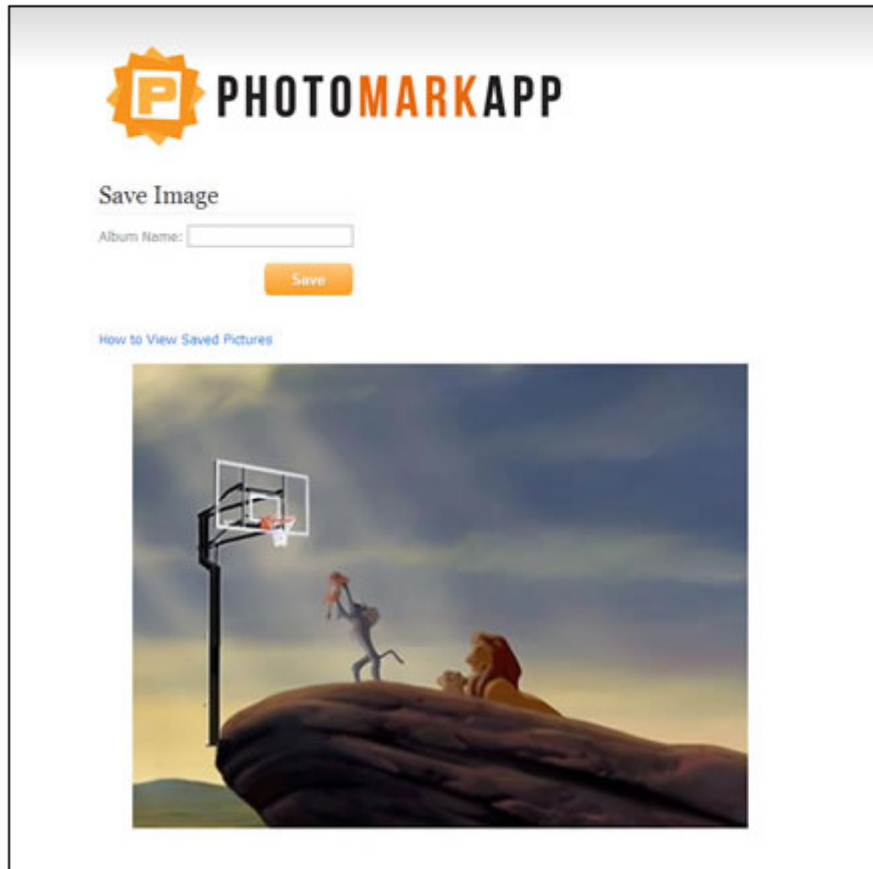 P PHOTOMARKAPP
Save Image
Album Name:
Save
How to View Saved Pictures